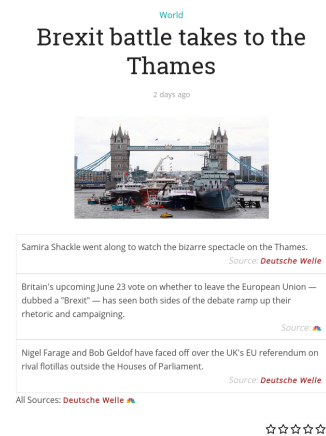 World
Brexit battle takes to the
Thames
2 days ago
Samira Shackle went along to watch the bizarre spectacle on the Thames.
Source: Deutsche Welle
Britain's upcoming June 23 vote on whether to leave the European Union —
dubbed a "Brexit" — has seen both sides of the debate ramp up their
rhetoric and campaigning.
Source:
Nigel Farage and Bob Geldof have faced off over the UK's EU referendum on
rival flotillas outside the Houses of Parliament.
Source: Deutsche Welle
All Sources: Deutsche Welle